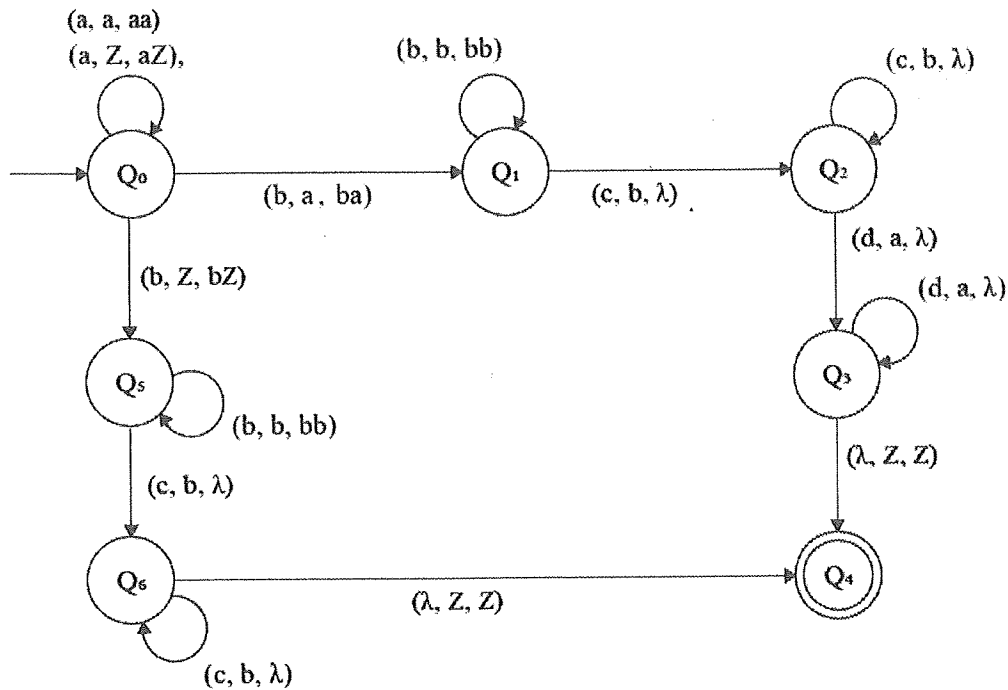 (a, a, aa)
(a, Z, aZ),
(b, b, bb)
(c, b, λ)
Q₀
Q₁
Q₂
(b, a, ba)
(c, b, λ)
(d, a, λ)
(b, Z, bZ)
(d, a, λ)
Q₅
Q₃
(b, b, bb)
(λ, Z, Z)
(c, b, λ)
Q₆
Q₄
(λ, Z, Z)
(c, b, λ)